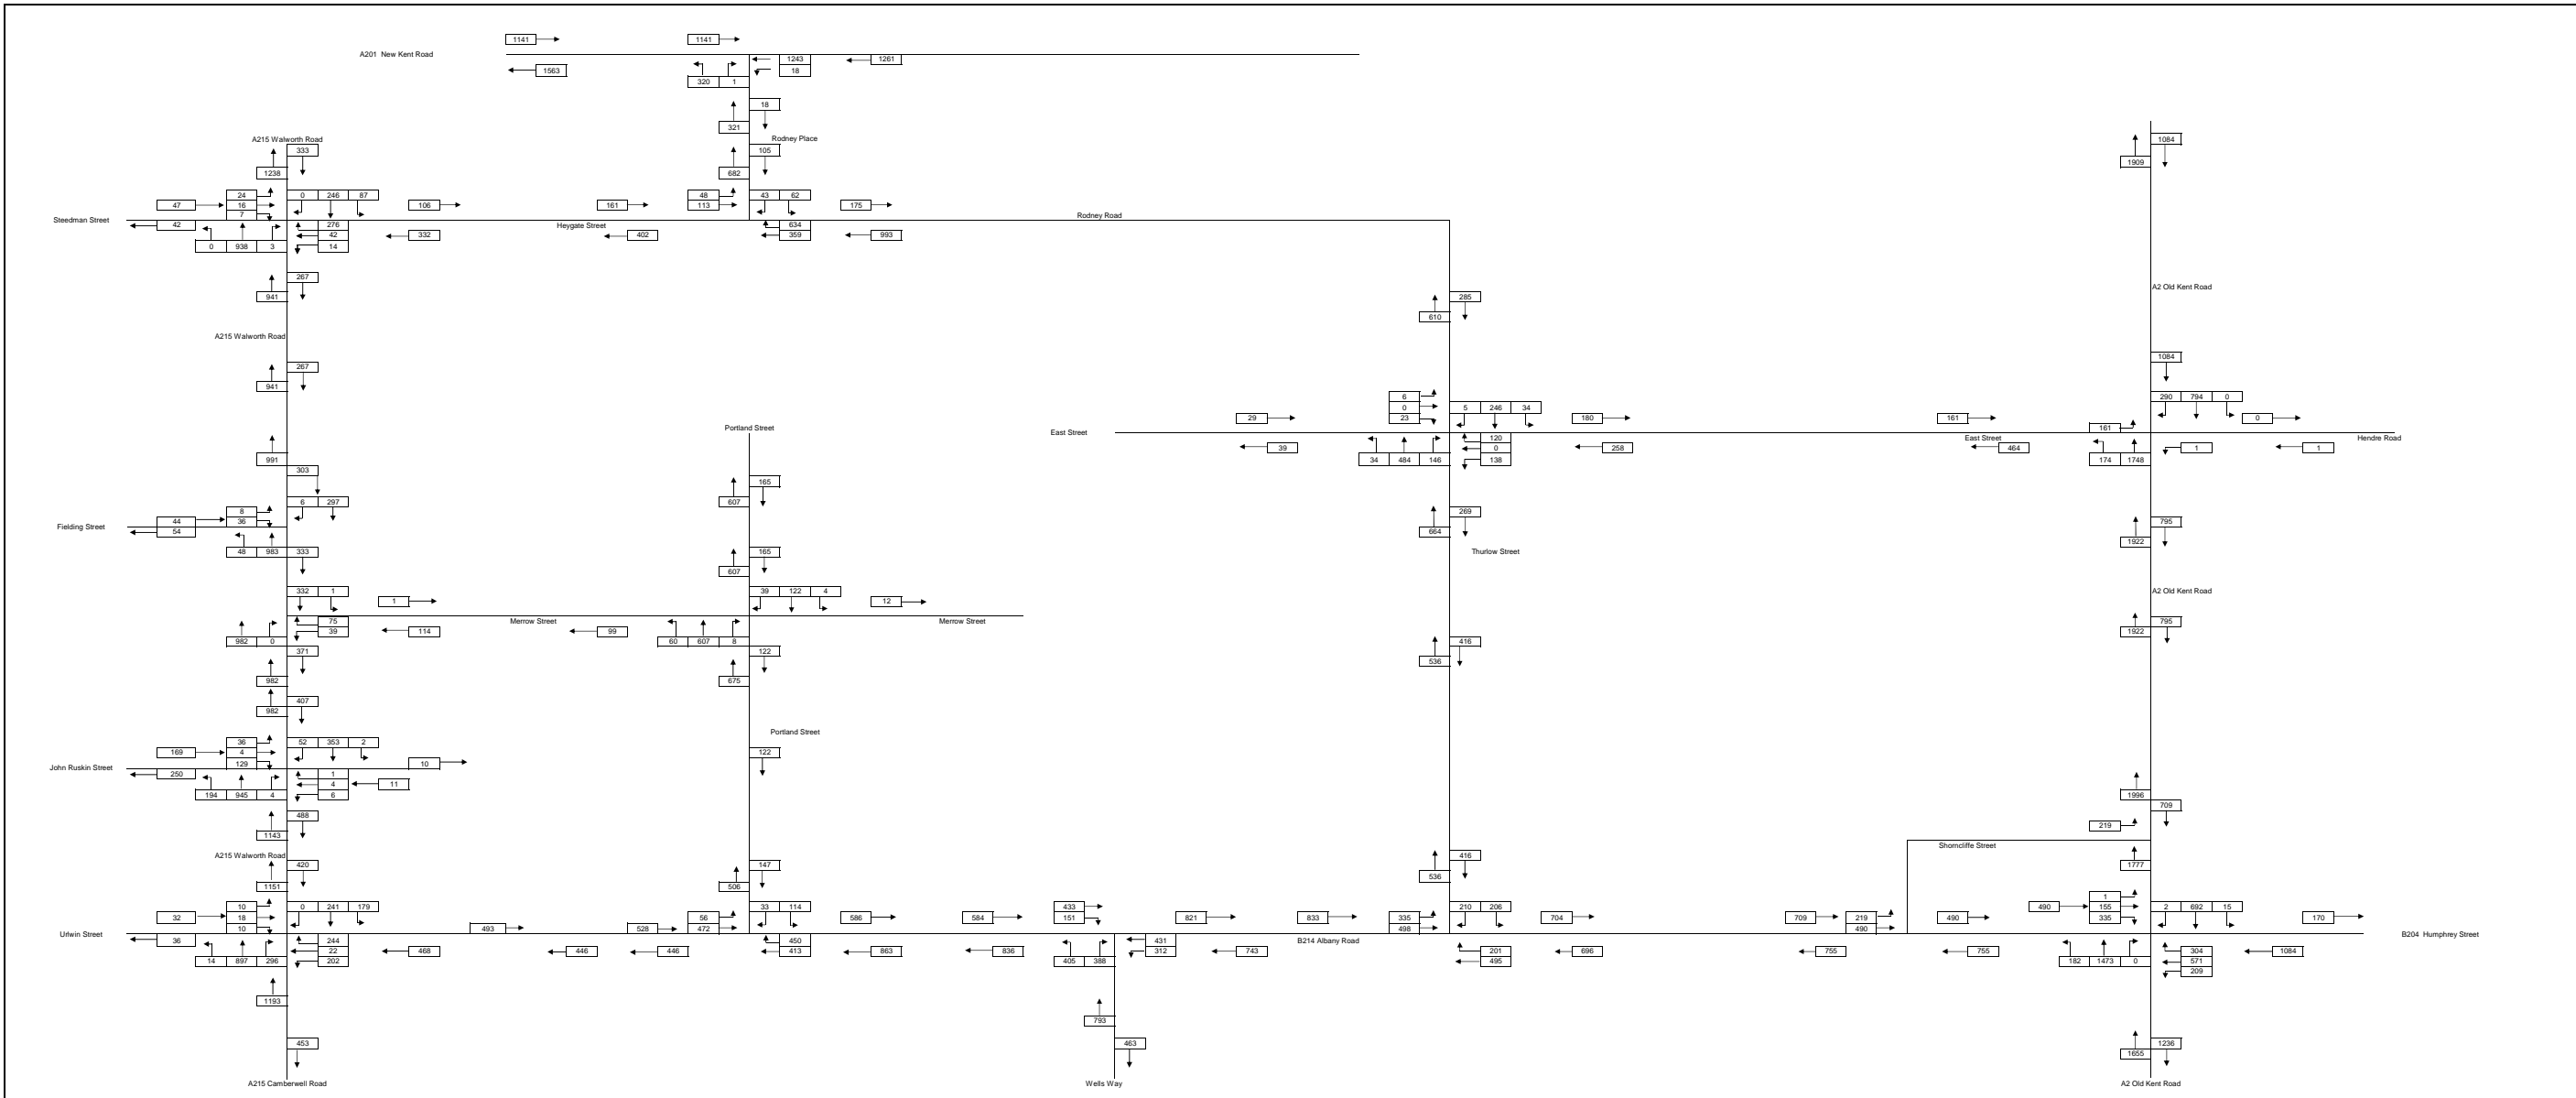 1141 1141
A201 New Kent Road
1243 1261
1563 18
320 1
18
321
A215 Walworth Road Rodney Place
1084
333 105
1909
1238 682
24 0 246 87 48 43 62
47 16 106 161 113 175
7
Steedman Street Rodney Road
42 276 Heygate Street 634
42 332 402 359 993
0 938 3 14
267
941
285
610
A2 Old Kent Road
A215 Walworth Road
1084
267
941
6 290 794 0
0 5 246 34
29 23 180 161 0
Portland Street 161
East Street East Street Hendre Road
120
39 0 258 464 1 1
34 484 146 138 174 1748
991
303
165
607
6 297
8 269
44 36 795
Fielding Street
54 664 1922
48 983 333 165 Thurlow Street
607
332 1 39 122 4 A2 Old Kent Road
1 12
75 Merrow Street Merrow Street 795
39 114 99 1922
982 0 60 607 8 416
371 122
536
982 675
407
982
Portland Street
36 52 353 2
169 4 122
129 10
John Ruskin Street
250 1
4 11
194 945 4 6
1996
709
488
219
1143
A215 Walworth Road Shorncliffe Street
420 147 416 1777
1151 506 536
10 0 241 179 33 114 433 210 206 1
32 18 56 586 584 151 821 833 335 704 709 219 490 490 155 2 692 15 170
10 493 528 472 498 490 335
Urlwin Street B204 Humphrey Street
36 244 450 431 B214 Albany Road 201 304
22 468 446 446 413 863 836 312 743 495 696 755 755 571 1084
14 897 296 202 405 388 182 1473 0 209
1193
793
453 463 1236
1655
A215 Camberwell Road Wells Way A2 Old Kent Road